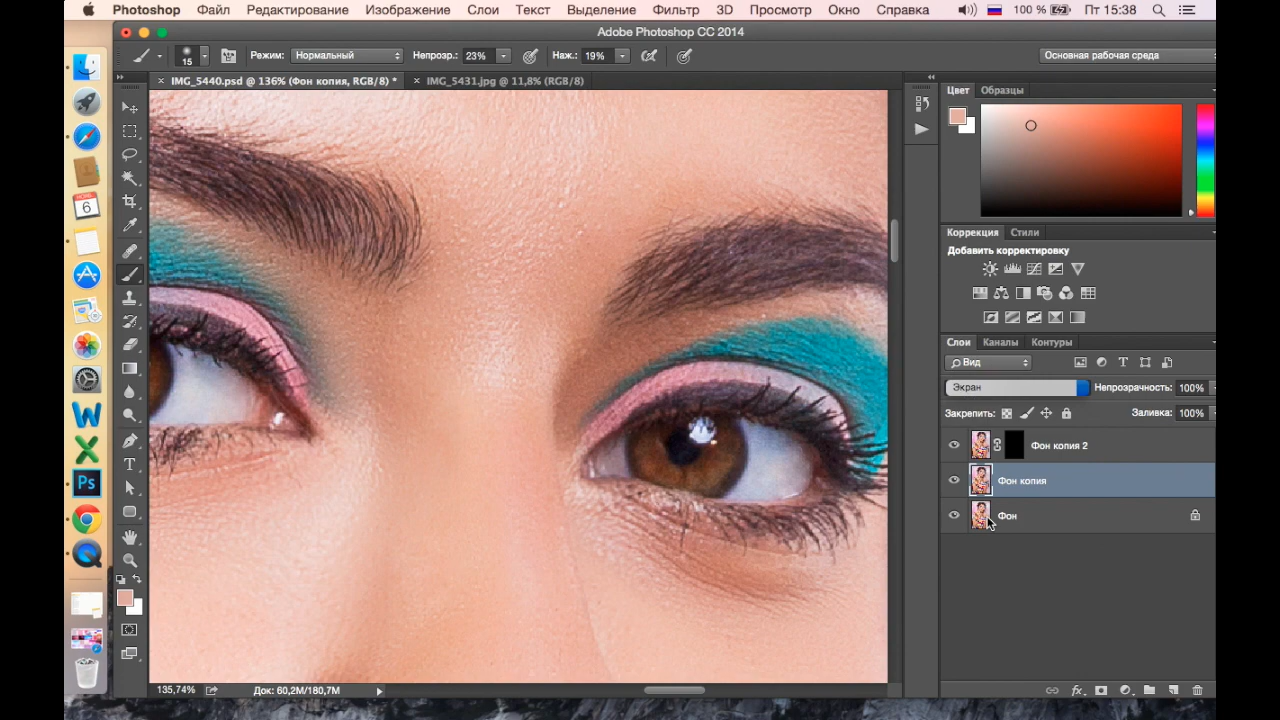 Photoshop Файл Редактирование Изображение Слои Текст Выделение Фильтр 3D Просмотр Окно Справка 100 % Пт 15:38
Adobe Photoshop CC 2014
15 Режим: Нормальный Непрозр.: 23% Наж.: 19% Основная рабочая среда
IMG_5440.psd @ 136% (Фон копия, RGB/8) * IMG_5431.jpg @ 11,8% (RGB/8)
Цвет Образцы
6
Коррекция Стили
Добавить корректировку
Слои Каналы Контуры
Вид
Экран Непрозрачность: 100%
Закрепить: Заливка: 100%
Фон копия 2
Фон копия
Ps
Фон
135,74% Док: 60,2M/180,7M